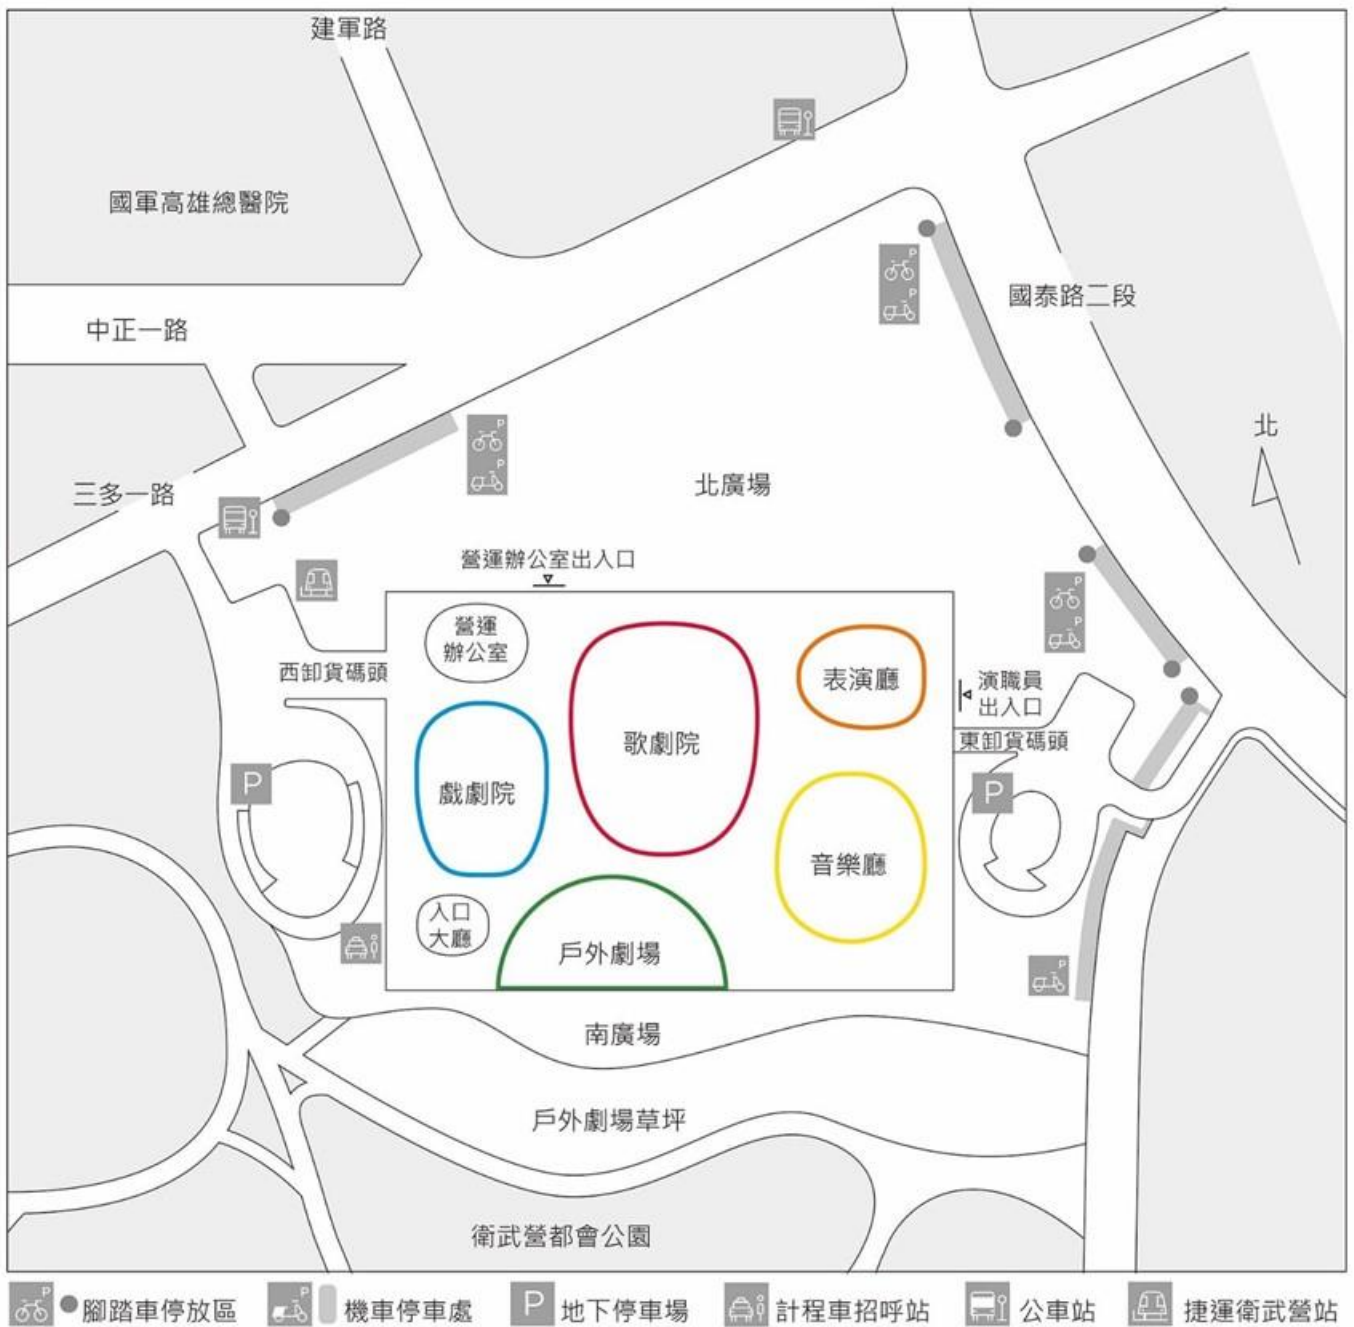 建軍路
國軍高雄總醫院
國泰路二段
中正一路
北
三多一路
北廣場
營運辦公室出入口
營運
辦公室
西卸貨碼頭
表演廳
演職員
出入口
歌劇院
東卸貨碼頭
戲劇院
P
P
音樂廳
入口
大廳
戶外劇場
南廣場
戶外劇場草坪
衛武營都會公園
P
腳踏車停放區
P
機車停車處
P
地下停車場
計程車招呼站
公車站
捷運衛武營站